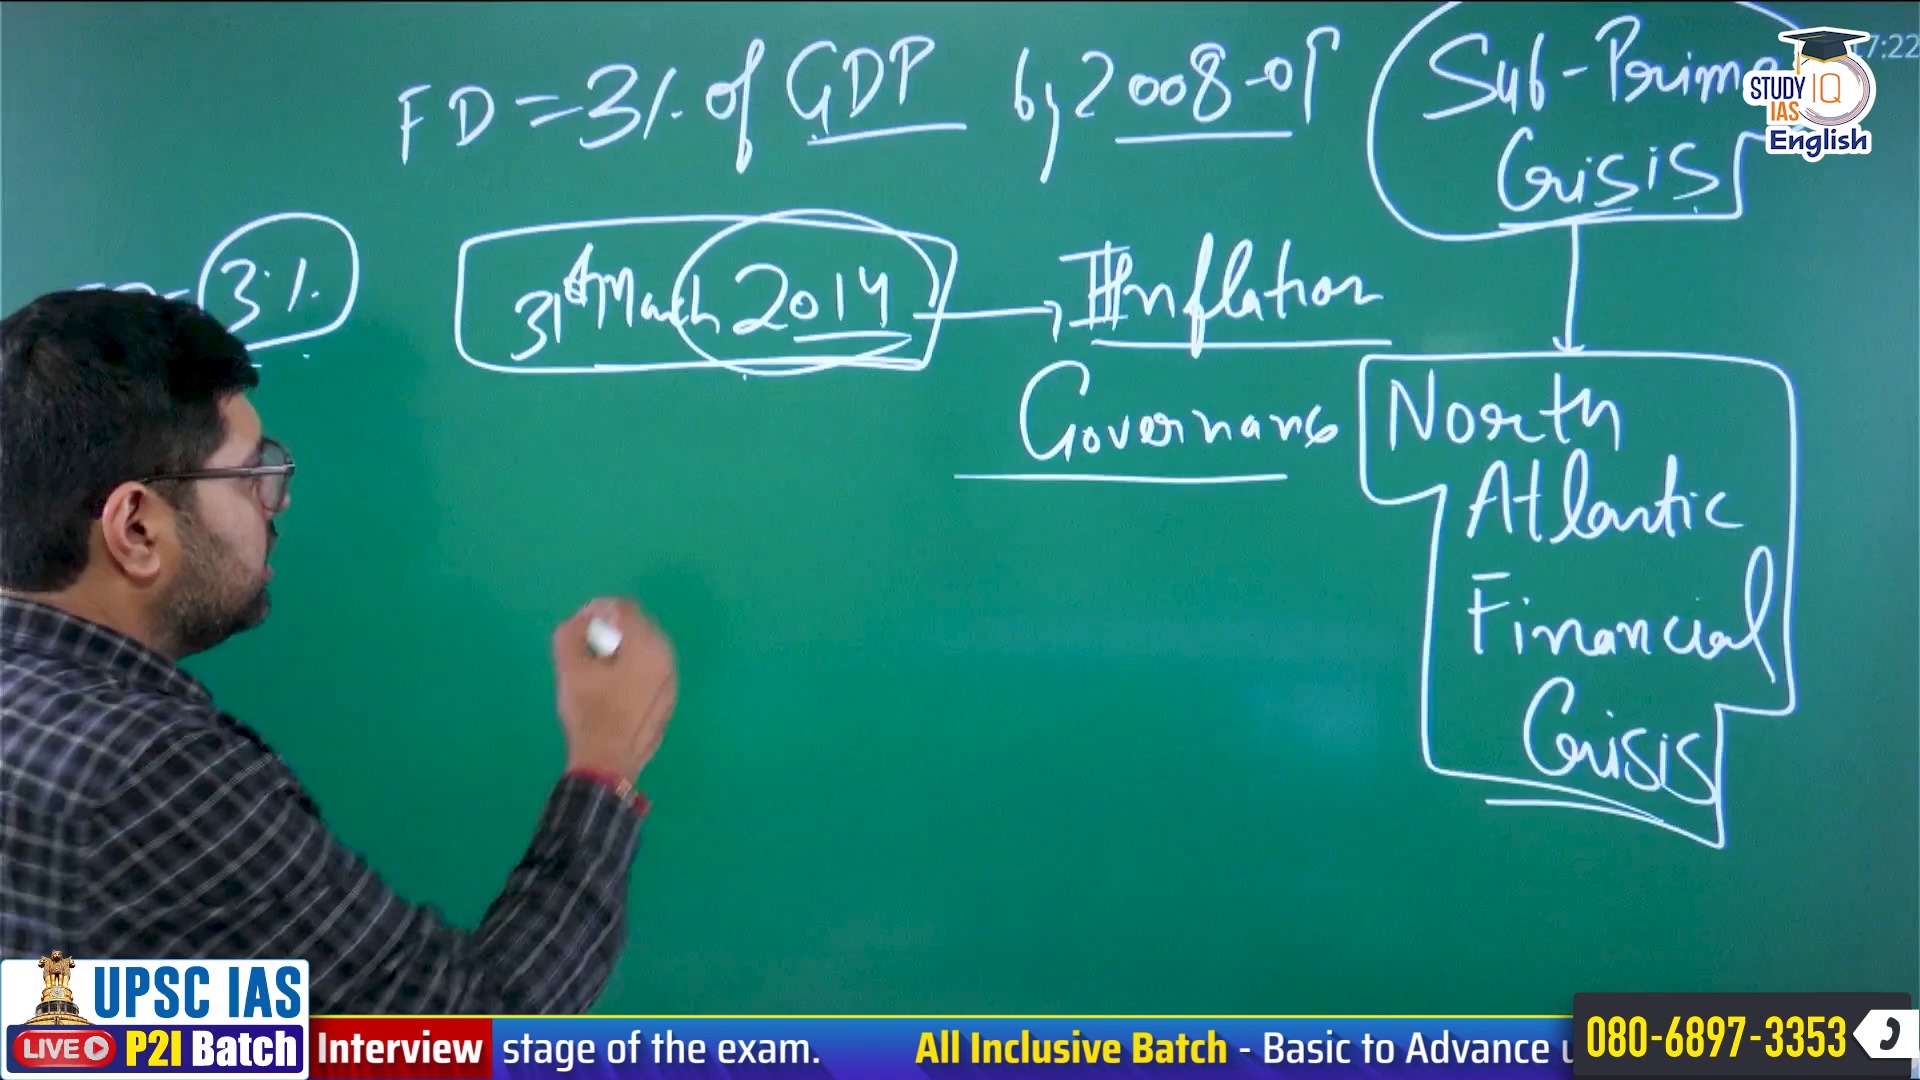 FD = 3% of GDP by 2008-09
Sub-Prime
Crisis
17:22
STUDY IQ
IAS
English
3%
31st March 2014 → Inflation
Governance
North
Atlantic
Financial
Crisis
UPSC IAS
LIVE P2I Batch
Interview stage of the exam. All Inclusive Batch - Basic to Advance
080-6897-3353